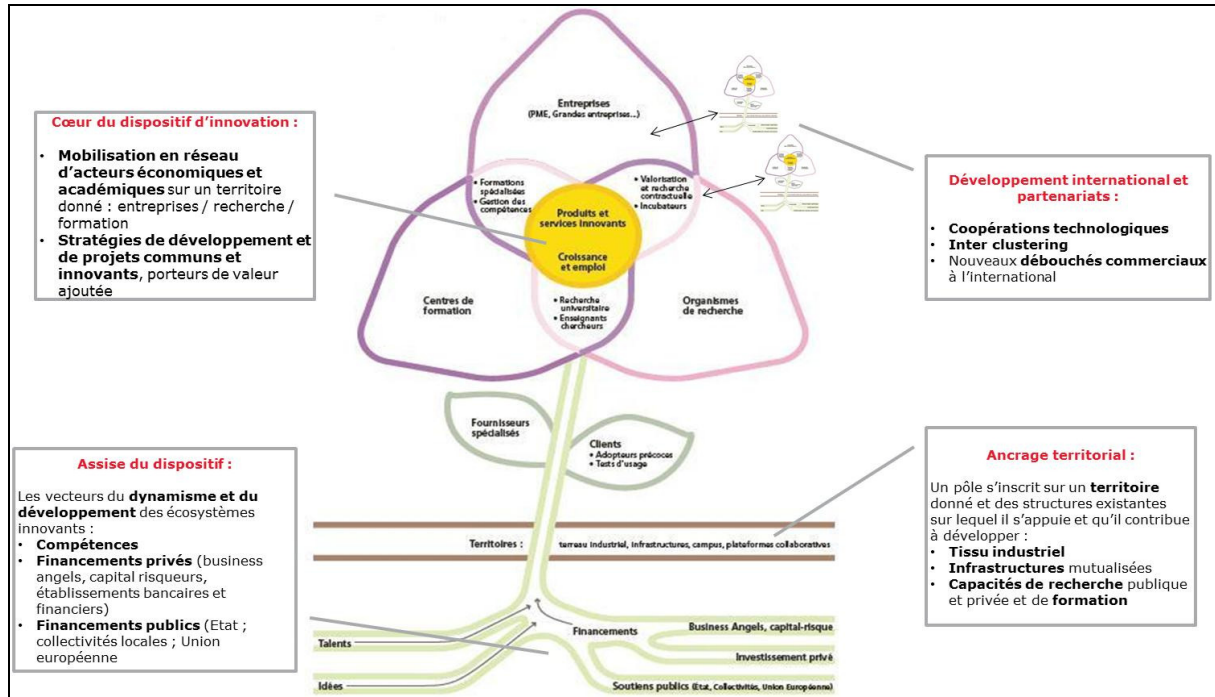 Cœur du dispositif d’innovation :
• Mobilisation en réseau
d’acteurs économiques et
académiques sur un territoire
donné : entreprises / recherche /
formation
• Stratégies de développement et
de projets communs et
innovants, porteurs de valeur
ajoutée
Entreprises
(PME, Grandes entreprises...)
• Formations
spécialisées
• Gestion des
compétences
• Valorisation
et recherche
contractuelle
• Incubateurs
Produits et
services innovants
Croissance
et emploi
Centres de
formation
• Recherche
universitaire
• Enseignants
chercheurs
Organismes
de recherche
Développement international et
partenariats :
• Coopérations technologiques
• Inter clustering
• Nouveaux débouchés commerciaux
à l’international
Fournisseurs
spécialisés
Clients
• Adopteurs précoces
• Tests d'usage
Assise du dispositif :
Les vecteurs du dynamisme et du
développement des écosystèmes
innovants :
• Compétences
• Financements privés (business
angels, capital risqueurs,
établissements bancaires et
financiers)
• Financements publics (Etat ;
collectivités locales ; Union
européenne
Territoires : terreau industriel, infrastructures, campus, plateformes collaboratives
Ancrage territorial :
Un pôle s’inscrit sur un territoire
donné et des structures existantes
sur lequel il s’appuie et qu’il contribue
à développer :
• Tissu industriel
• Infrastructures mutualisées
• Capacités de recherche publique
et privée et de formation
Talents
Idées
Financements
Business Angels, capital-risque
Investissement privé
Soutiens publics (Etat, Collectivités, Union Européenne)